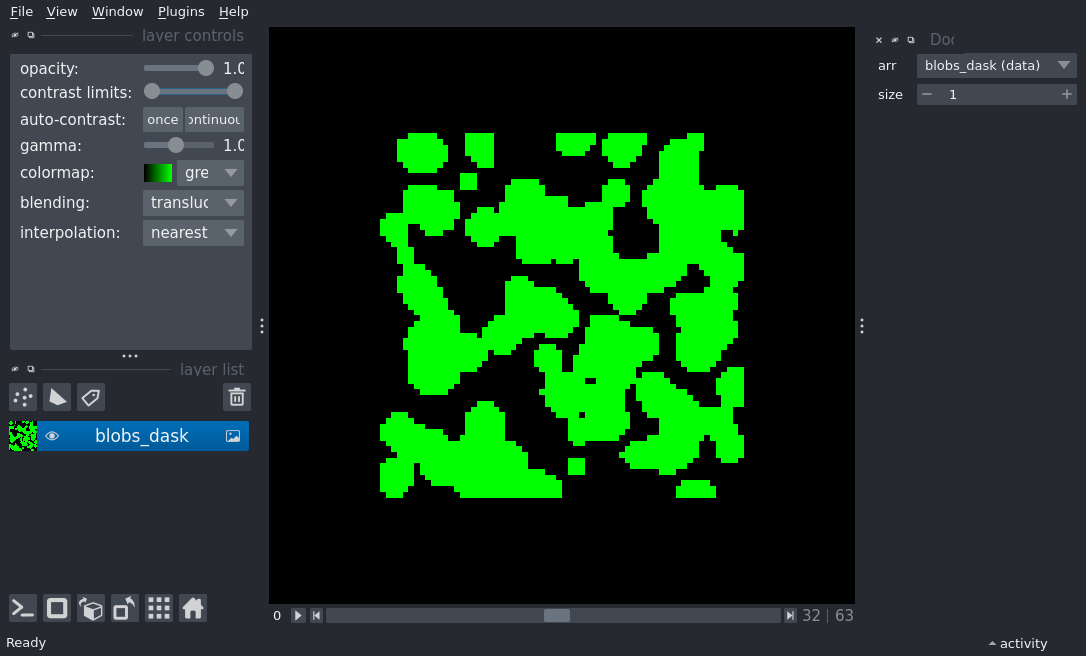 File View Window Plugins Help
layer controls
opacity: 1.0
contrast limits:
auto-contrast: once ontinuou
gamma: 1.0
colormap: gre
blending: transluc
interpolation: nearest
layer list
blobs_dask
0 32 | 63
Ready
Doc
arr blobs_dask (data)
size − 1 +
activity